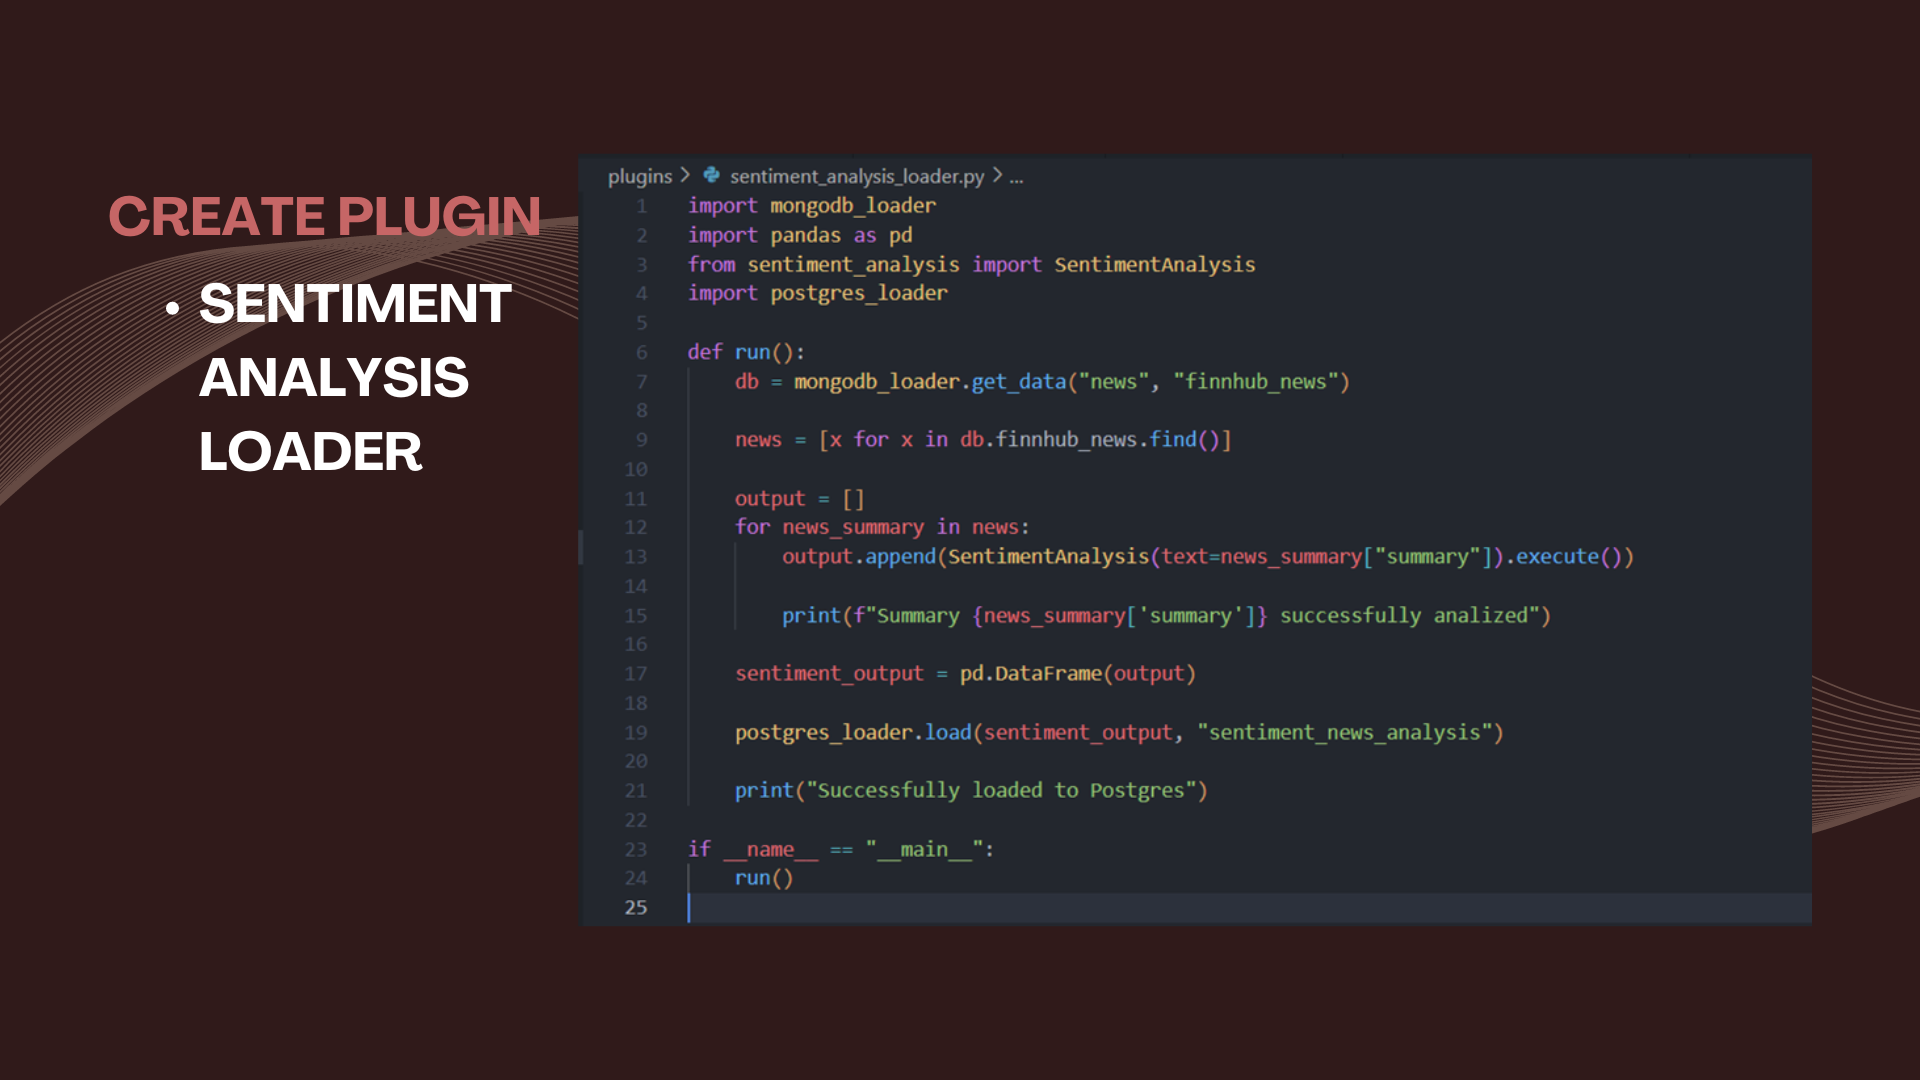 CREATE PLUGIN
• SENTIMENT
ANALYSIS
LOADER
plugins > sentiment_analysis_loader.py > ...
1 import mongodb_loader
2 import pandas as pd
3 from sentiment_analysis import SentimentAnalysis
4 import postgres_loader
5
6 def run():
7     db = mongodb_loader.get_data("news", "finnhub_news")
8
9     news = [x for x in db.finnhub_news.find()]
10
11     output = []
12     for news_summary in news:
13         output.append(SentimentAnalysis(text=news_summary["summary"]).execute())
14
15         print(f"Summary {news_summary['summary']} successfully analized")
16
17     sentiment_output = pd.DataFrame(output)
18
19     postgres_loader.load(sentiment_output, "sentiment_news_analysis")
20
21     print("Successfully loaded to Postgres")
22
23 if __name__ == "__main__":
24     run()
25